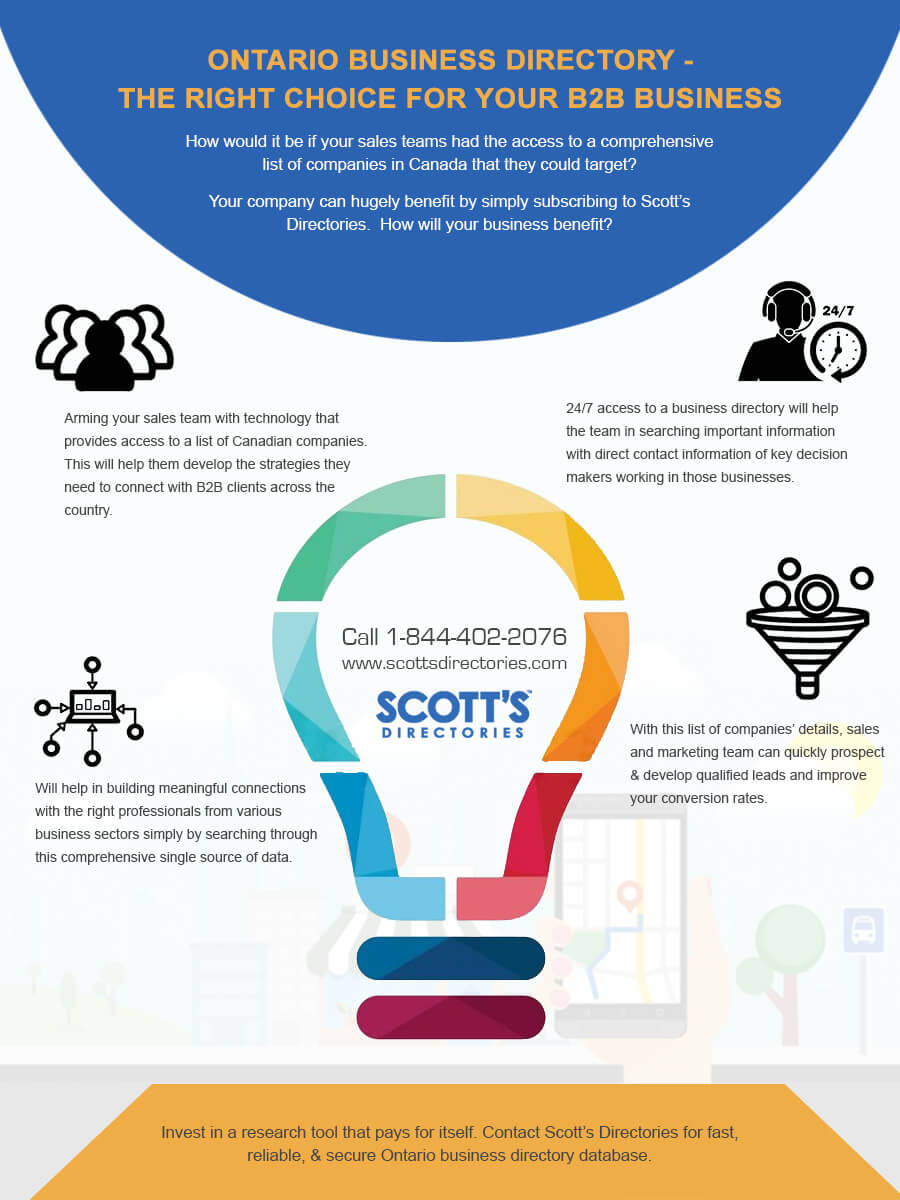 ONTARIO BUSINESS DIRECTORY -
THE RIGHT CHOICE FOR YOUR B2B BUSINESS
How would it be if your sales teams had the access to a comprehensive
list of companies in Canada that they could target?
Your company can hugely benefit by simply subscribing to Scott's
Directories.  How will your business benefit?
Arming your sales team with technology that
provides access to a list of Canadian companies.
This will help them develop the strategies they
need to connect with B2B clients across the
country.
24/7
24/7 access to a business directory will help
the team in searching important information
with direct contact information of key decision
makers working in those businesses.
Call 1-844-402-2076
www.scottsdirectories.com
SCOTT'S™
DIRECTORIES
Will help in building meaningful connections
with the right professionals from various
business sectors simply by searching through
this comprehensive single source of data.
With this list of companies' details, sales
and marketing team can quickly prospect
& develop qualified leads and improve
your conversion rates.
Invest in a research tool that pays for itself. Contact Scott's Directories for fast,
reliable, & secure Ontario business directory database.